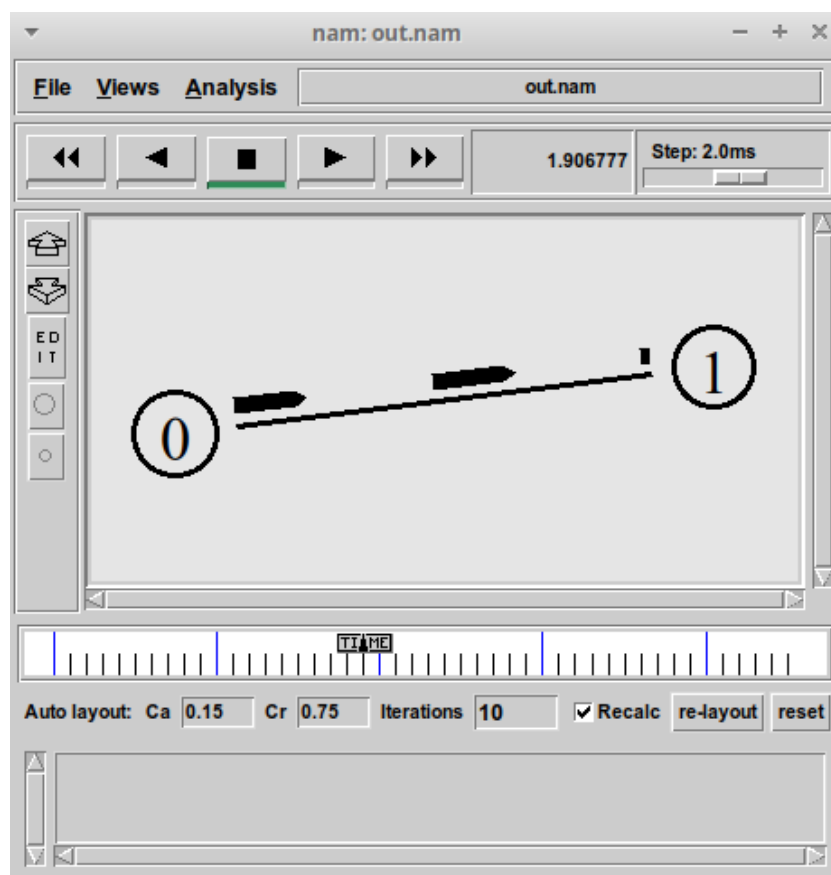 nam: out.nam
File Views Analysis out.nam
1.906777 Step: 2.0ms
ED
IT
0 1
TIME
Auto layout: Ca 0.15 Cr 0.75 Iterations 10 Recalc re-layout reset